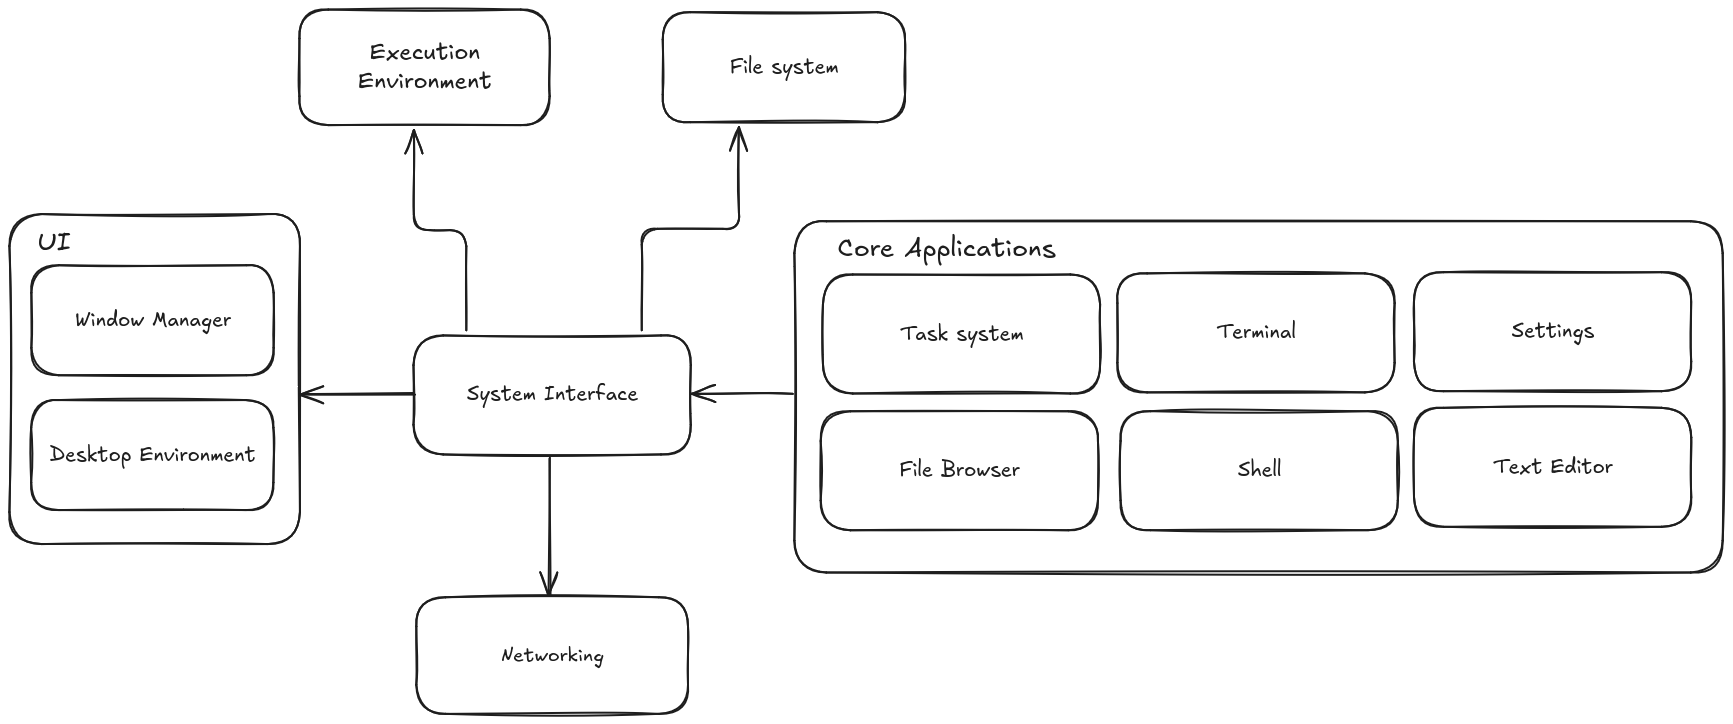 Execution
Environment
File system
UI
Window Manager
Desktop Environment
System Interface
Core Applications
Task system
Terminal
Settings
File Browser
Shell
Text Editor
Networking